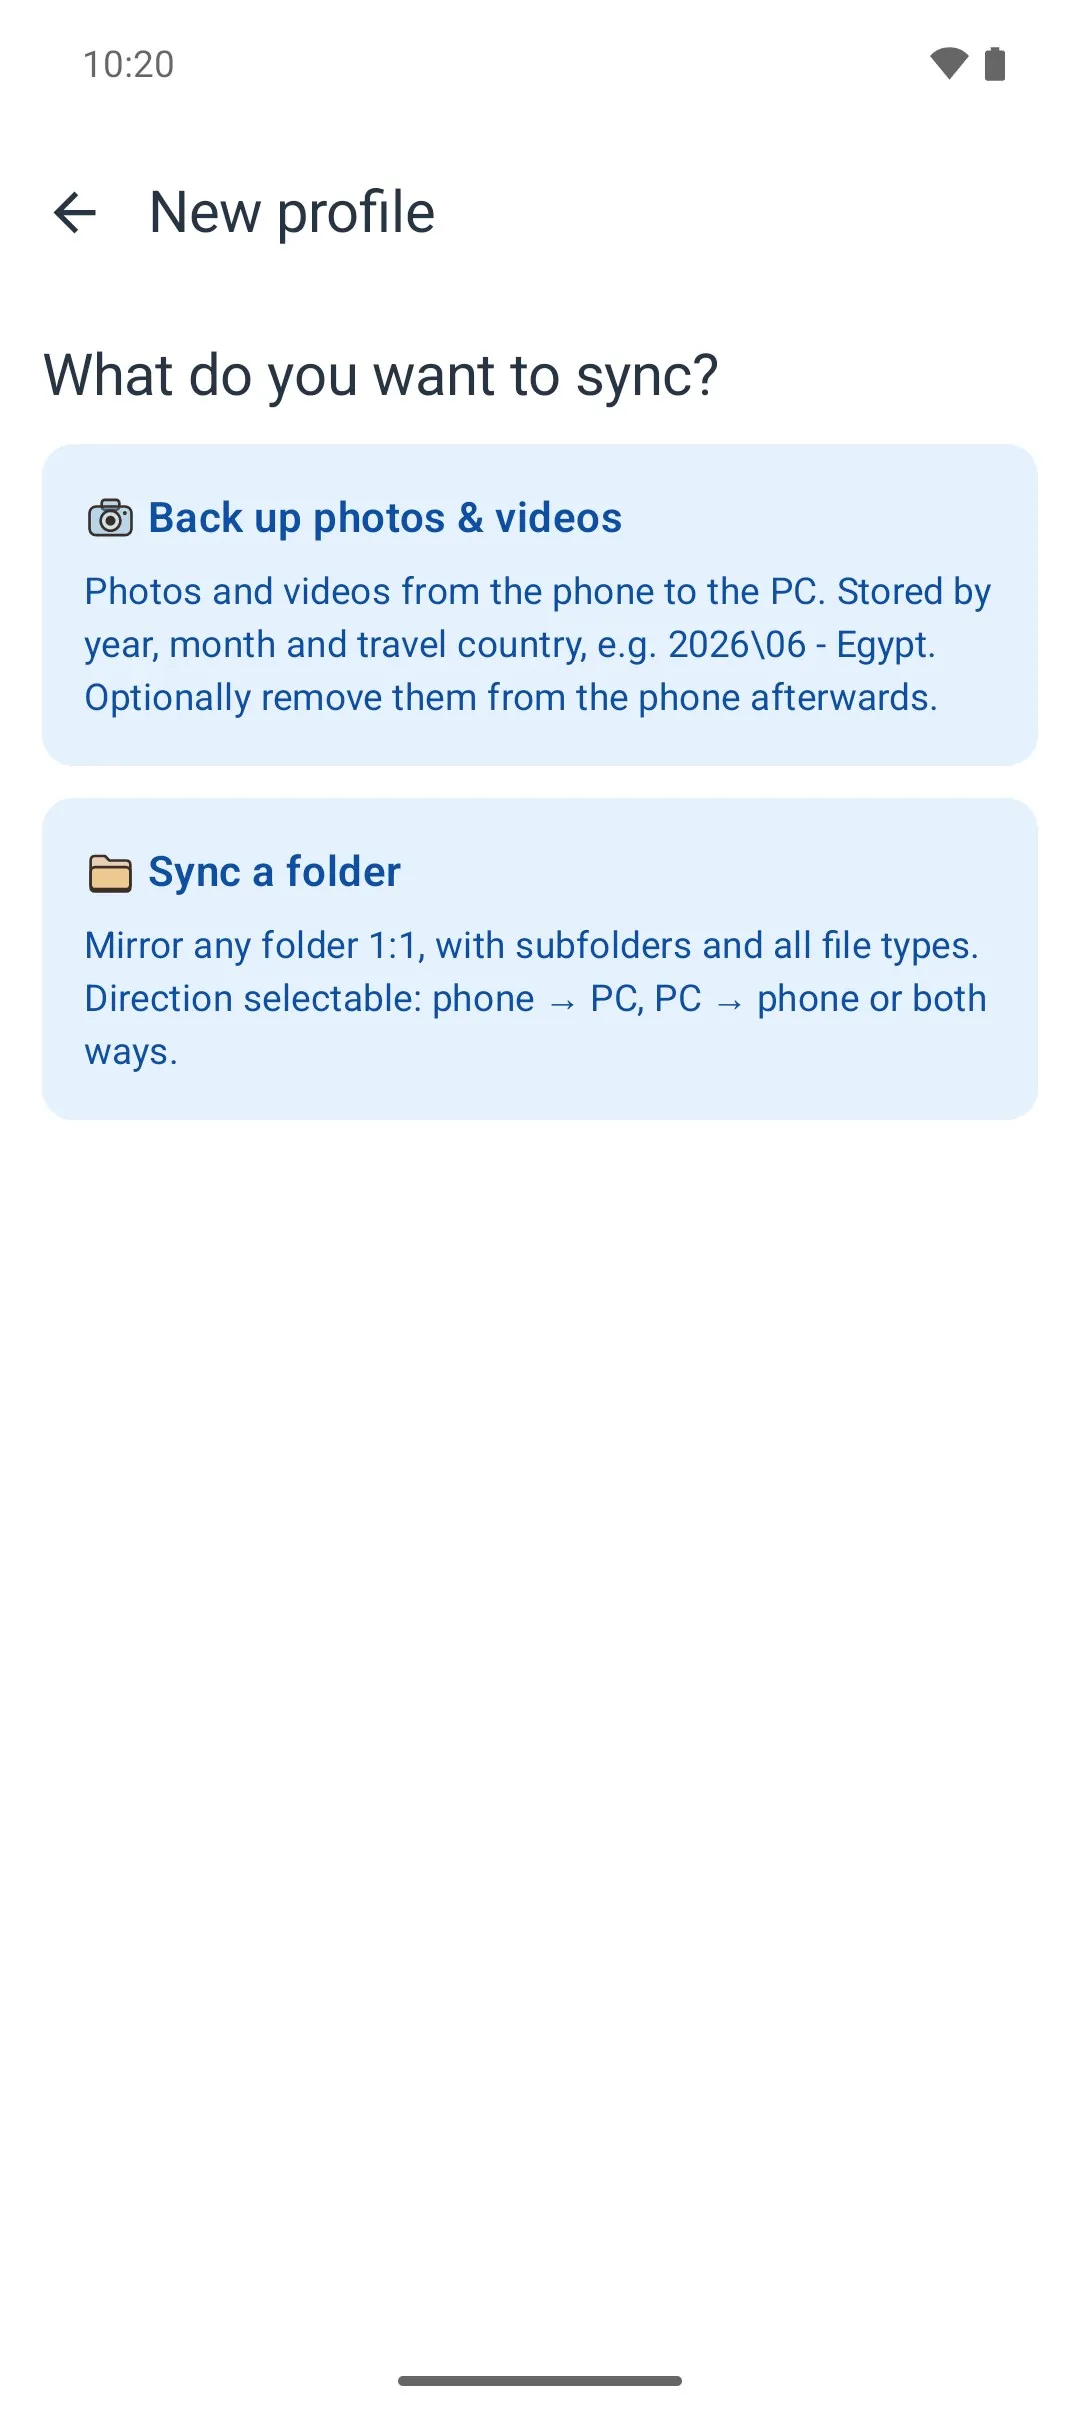 10:20
New profile
What do you want to sync?
Back up photos & videos
Photos and videos from the phone to the PC. Stored by
year, month and travel country, e.g. 2026\06 - Egypt.
Optionally remove them from the phone afterwards.
Sync a folder
Mirror any folder 1:1, with subfolders and all file types.
Direction selectable: phone → PC, PC → phone or both
ways.